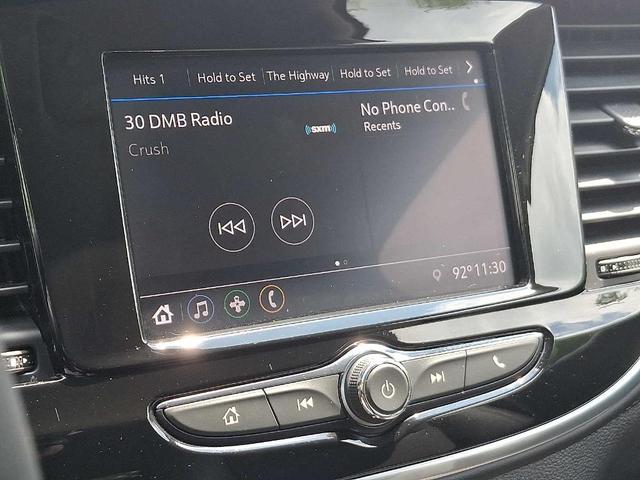 Hits 1 Hold to Set The Highway Hold to Set Hold to Set
30 DMB Radio
Crush
sxm
No Phone Con..
Recents
92° 11:30